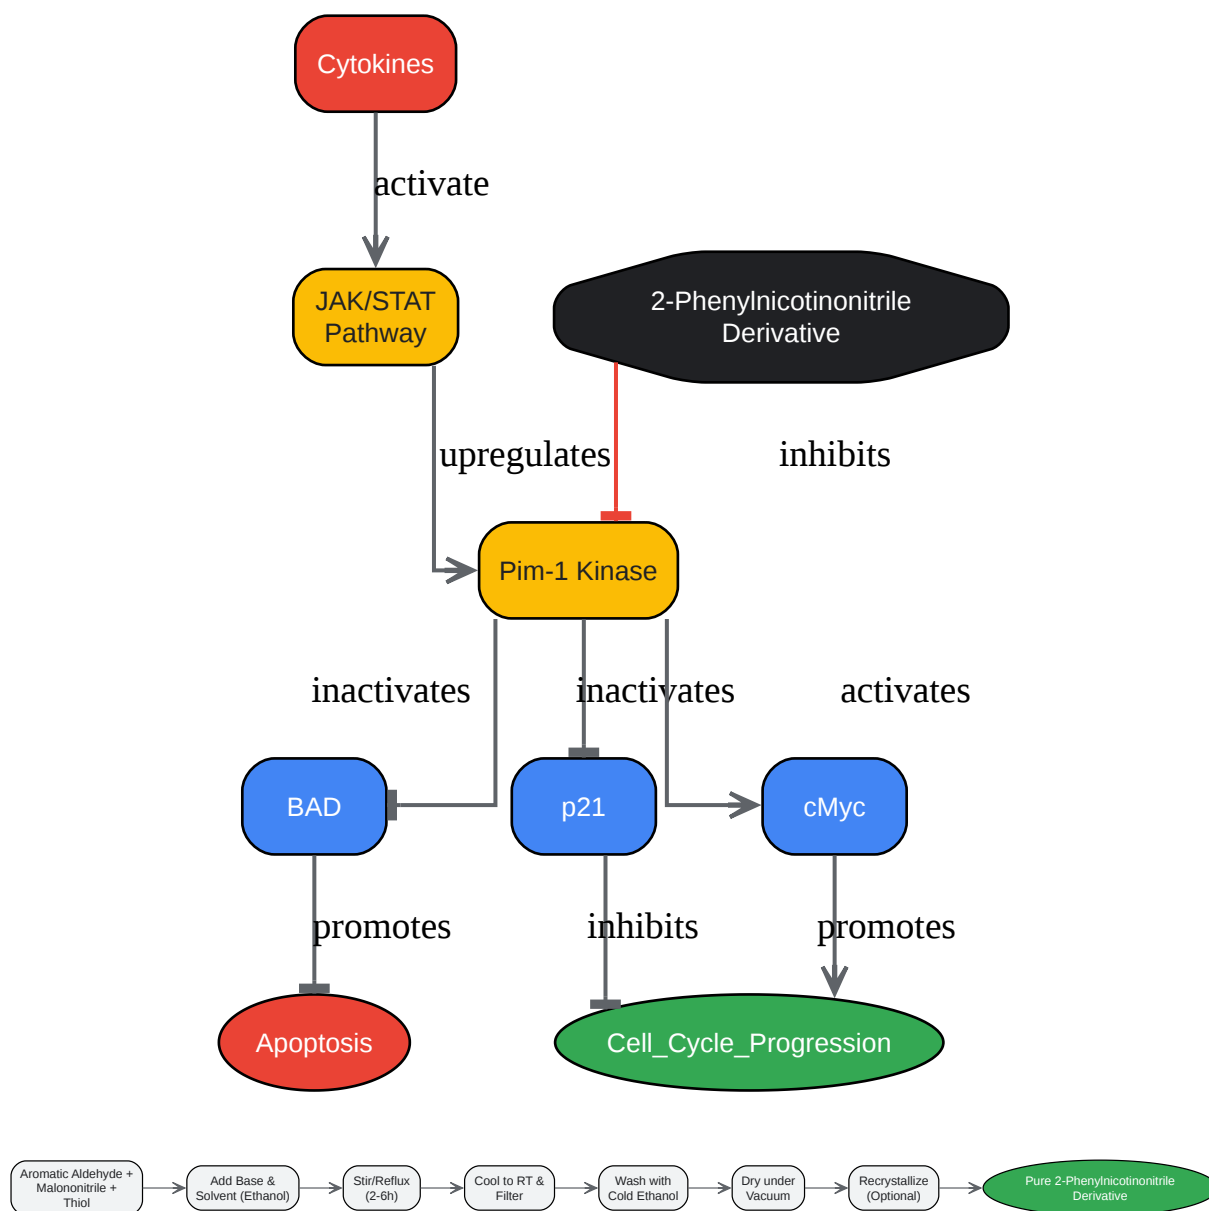 Cytokines
activate
JAK/STAT
Pathway
2-Phenylnicotinonitrile
Derivative
upregulates
inhibits
Pim-1 Kinase
inactivates
inactivates
activates
BAD
p21
cMyc
promotes
inhibits
promotes
Apoptosis
Cell_Cycle_Progression
Aromatic Aldehyde +
Malononitrile +
Thiol
Add Base &
Solvent (Ethanol)
Stir/Reflux
(2-6h)
Cool to RT &
Filter
Wash with
Cold Ethanol
Dry under
Vacuum
Recrystallize
(Optional)
Pure 2-Phenylnicotinonitrile
Derivative